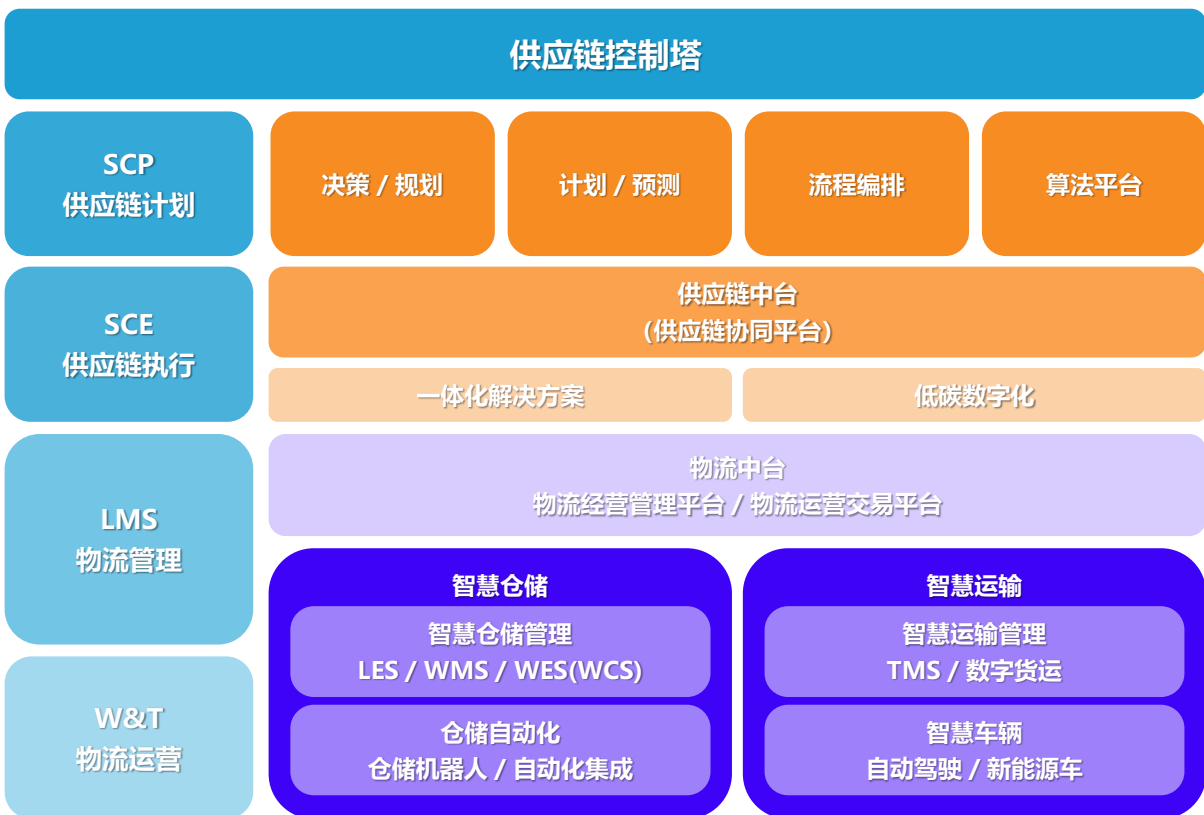 供应链控制塔
SCP
供应链计划
决策 / 规划
计划 / 预测
流程编排
算法平台
SCE
供应链执行
供应链中台
（供应链协同平台）
一体化解决方案
低碳数字化
LMS
物流管理
物流中台
物流经营管理平台 / 物流运营交易平台
智慧仓储
智慧仓储管理
LES / WMS / WES(WCS)
仓储自动化
仓储机器人 / 自动化集成
智慧运输
智慧运输管理
TMS / 数字货运
智慧车辆
自动驾驶 / 新能源车
W&T
物流运营